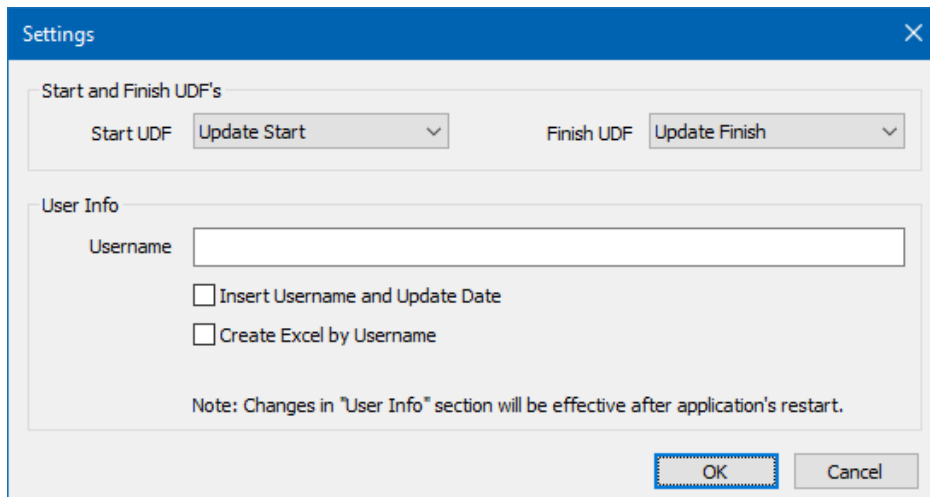 Settings
Start and Finish UDF's
Start UDF Update Start Finish UDF Update Finish
User Info
Username
Insert Username and Update Date
Create Excel by Username
Note: Changes in "User Info" section will be effective after application's restart.
OK Cancel